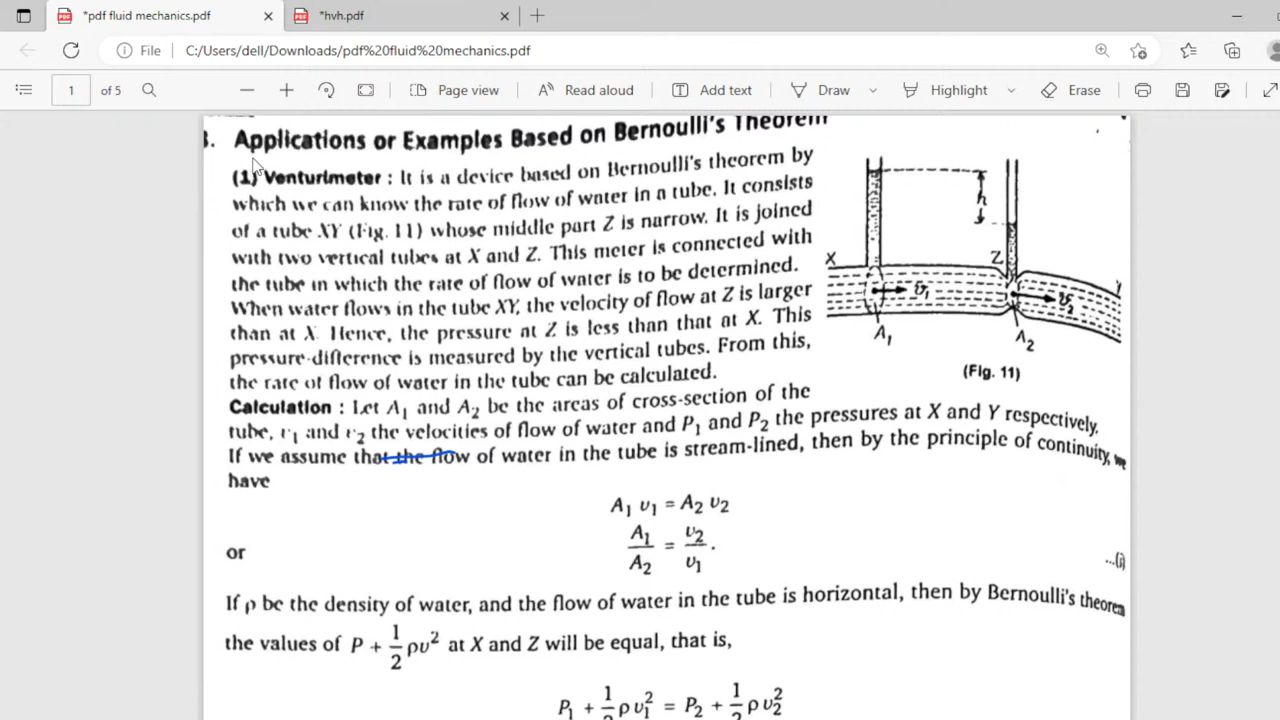 *pdf fluid mechanics.pdf
*hvh.pdf
File
C:/Users/dell/Downloads/pdf%20fluid%20mechanics.pdf
1 of 5
Page view
Read aloud
Add text
Draw
Highlight
Erase
3. Applications or Examples Based on Bernoulli's Theorem
(1) Venturimeter : It is a device based on Bernoulli's theorem by
which we can know the rate of flow of water in a tube. It consists
of a tube XY (Fig. 11) whose middle part Z is narrow. It is joined
with two vertical tubes at X and Z. This meter is connected with
the tube in which the rate of flow of water is to be determined.
When water flows in the tube XY, the velocity of flow at Z is larger
than at X. Hence, the pressure at Z is less than that at X. This
pressure-difference is measured by the vertical tubes. From this,
the rate of flow of water in the tube can be calculated.
h
X
Z
Y
v₁
v₂
A₁
A₂
(Fig. 11)
Calculation : Let A₁ and A₂ be the areas of cross-section of the
tube, v₁ and v₂ the velocities of flow of water and P₁ and P₂ the pressures at X and Y respectively.
If we assume that the flow of water in the tube is stream-lined, then by the principle of continuity, we
have
A₁ v₁ = A₂ v₂
or
A₁/A₂ = v₂/v₁.
...(i)
If ρ be the density of water, and the flow of water in the tube is horizontal, then by Bernoulli's theorem
the values of P + 1/2 ρv² at X and Z will be equal, that is,
P₁ + 1/2 ρ v₁² = P₂ + 1/2 ρ v₂²